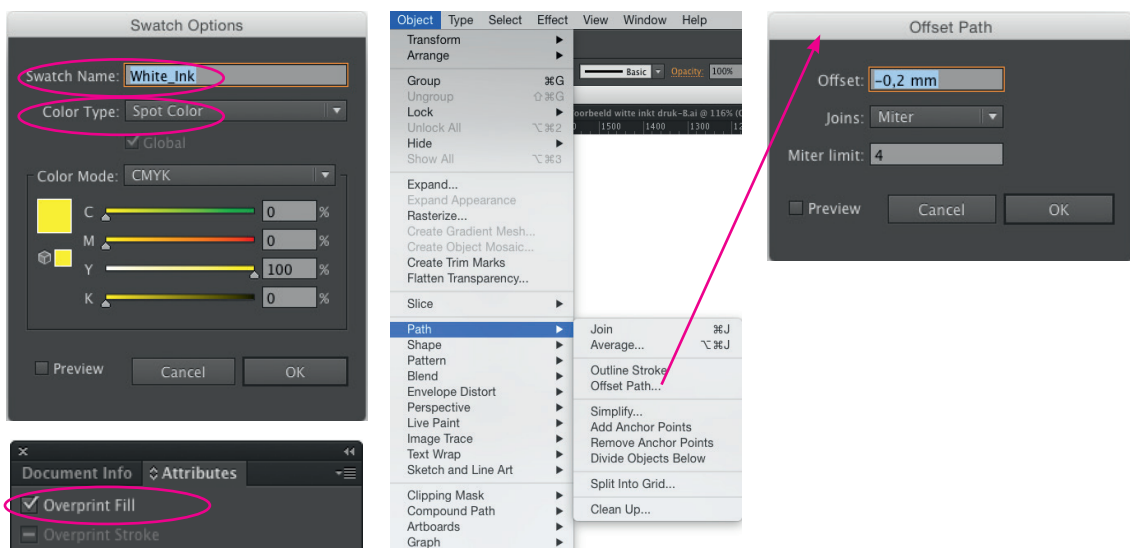 Swatch Options
Swatch Name: White_Ink
Color Type: Spot Color
Global
Color Mode: CMYK
C 0 %
M 0 %
Y 100 %
K 0 %
Preview Cancel OK
Document Info Attributes
Overprint Fill
Overprint Stroke
Object Type Select Effect View Window Help
Basic Opacity: 100%
oorbeeld witte inkt druk-B.ai @ 116% (C
1500 1400 1300
Transform
Arrange
Group ⌘G
Ungroup ⇧⌘G
Lock
Unlock All ⌥⌘2
Hide
Show All ⌥⌘3
Expand...
Expand Appearance
Rasterize...
Create Gradient Mesh...
Create Object Mosaic...
Create Trim Marks
Flatten Transparency...
Slice
Path
Shape
Pattern
Blend
Envelope Distort
Perspective
Live Paint
Image Trace
Text Wrap
Sketch and Line Art
Clipping Mask
Compound Path
Artboards
Graph
Join ⌘J
Average... ⌥⌘J
Outline Stroke
Offset Path...
Simplify...
Add Anchor Points
Remove Anchor Points
Divide Objects Below
Split Into Grid...
Clean Up...
Offset Path
Offset: -0,2 mm
Joins: Miter
Miter limit: 4
Preview Cancel OK